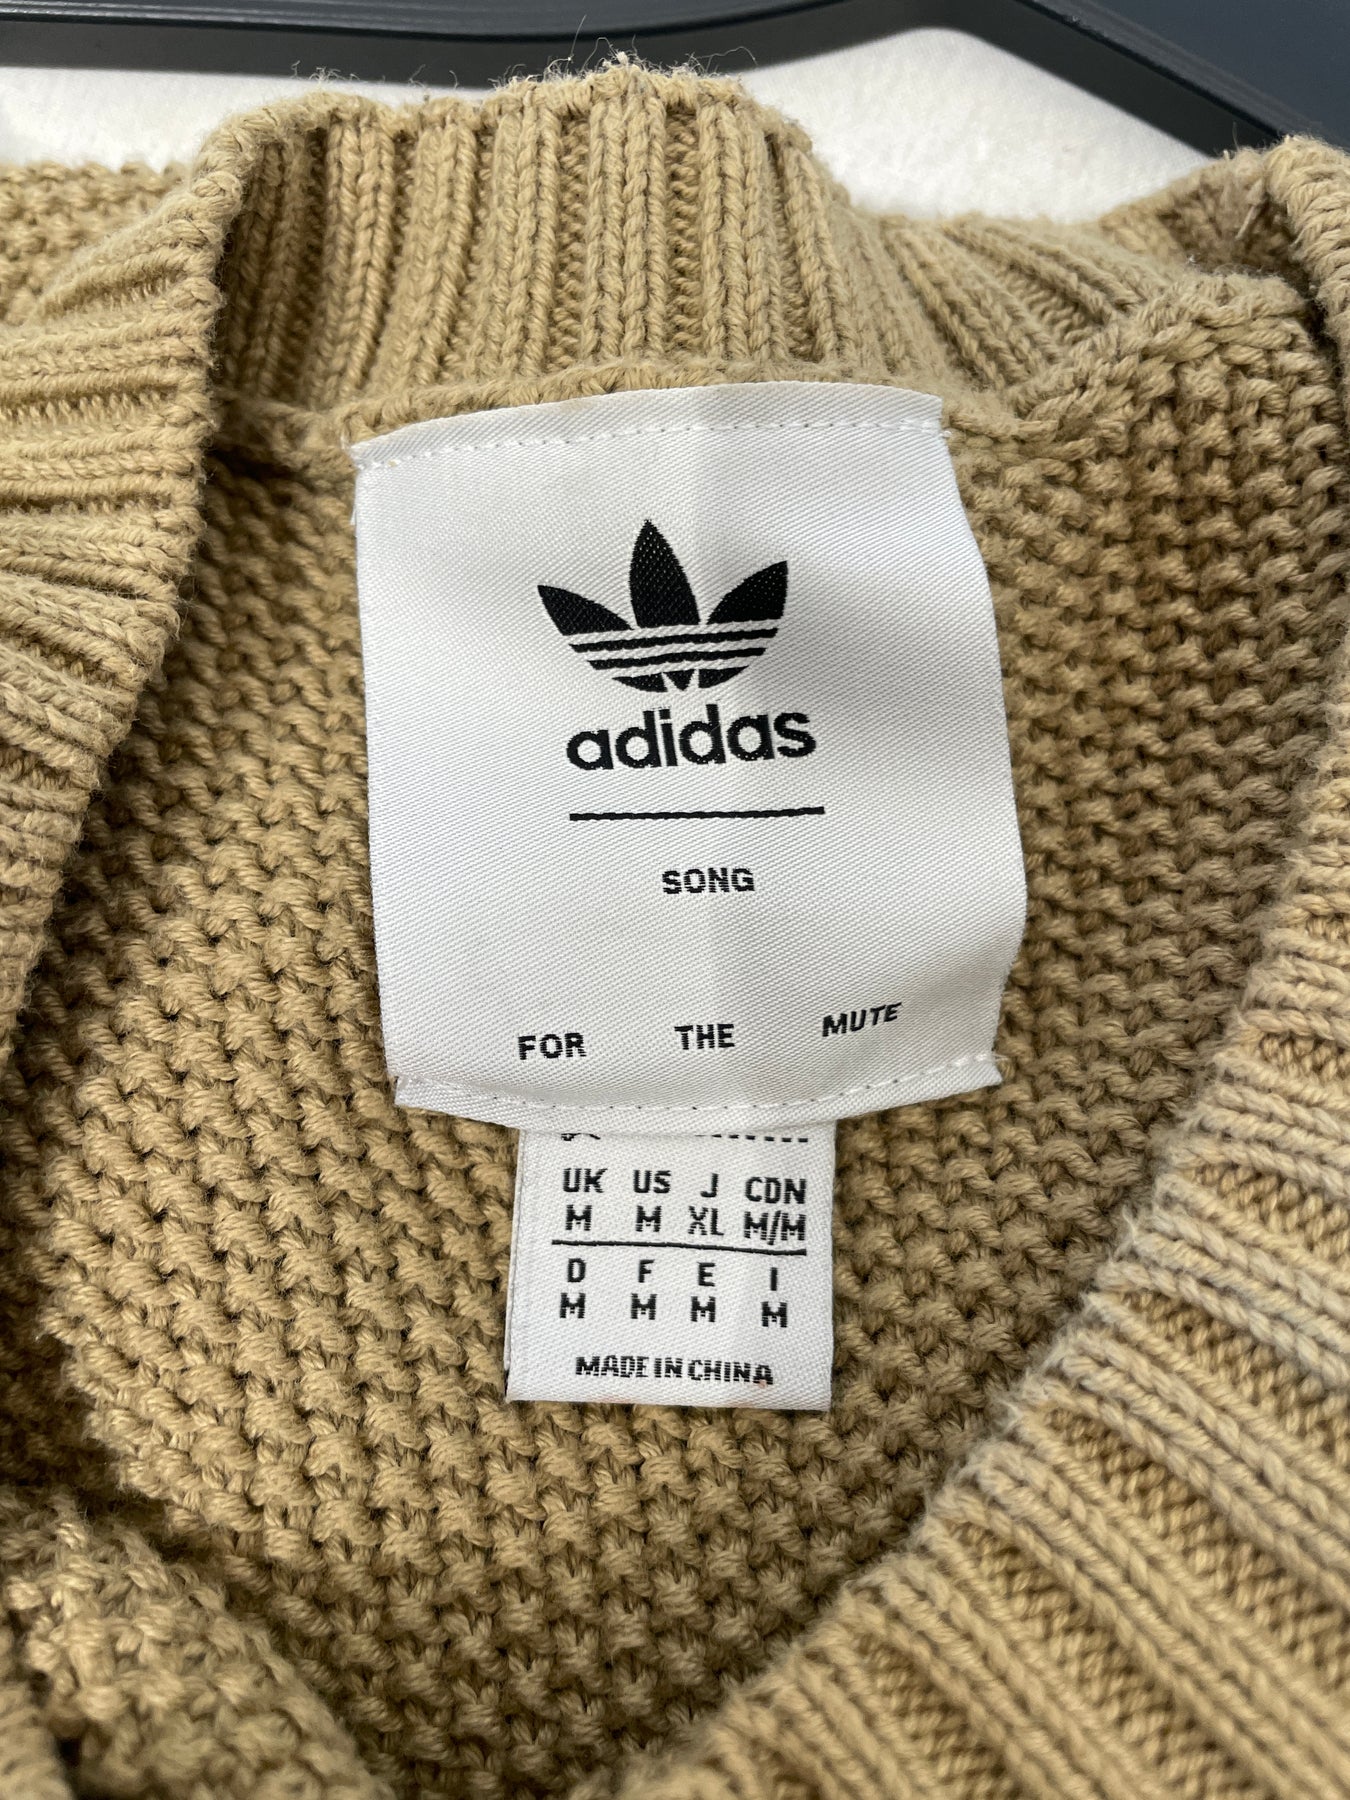 adidas
SONG
FOR THE MUTE
UK US J CDN
M M XL M/M
D F E I
M M M M
MADE IN CHINA